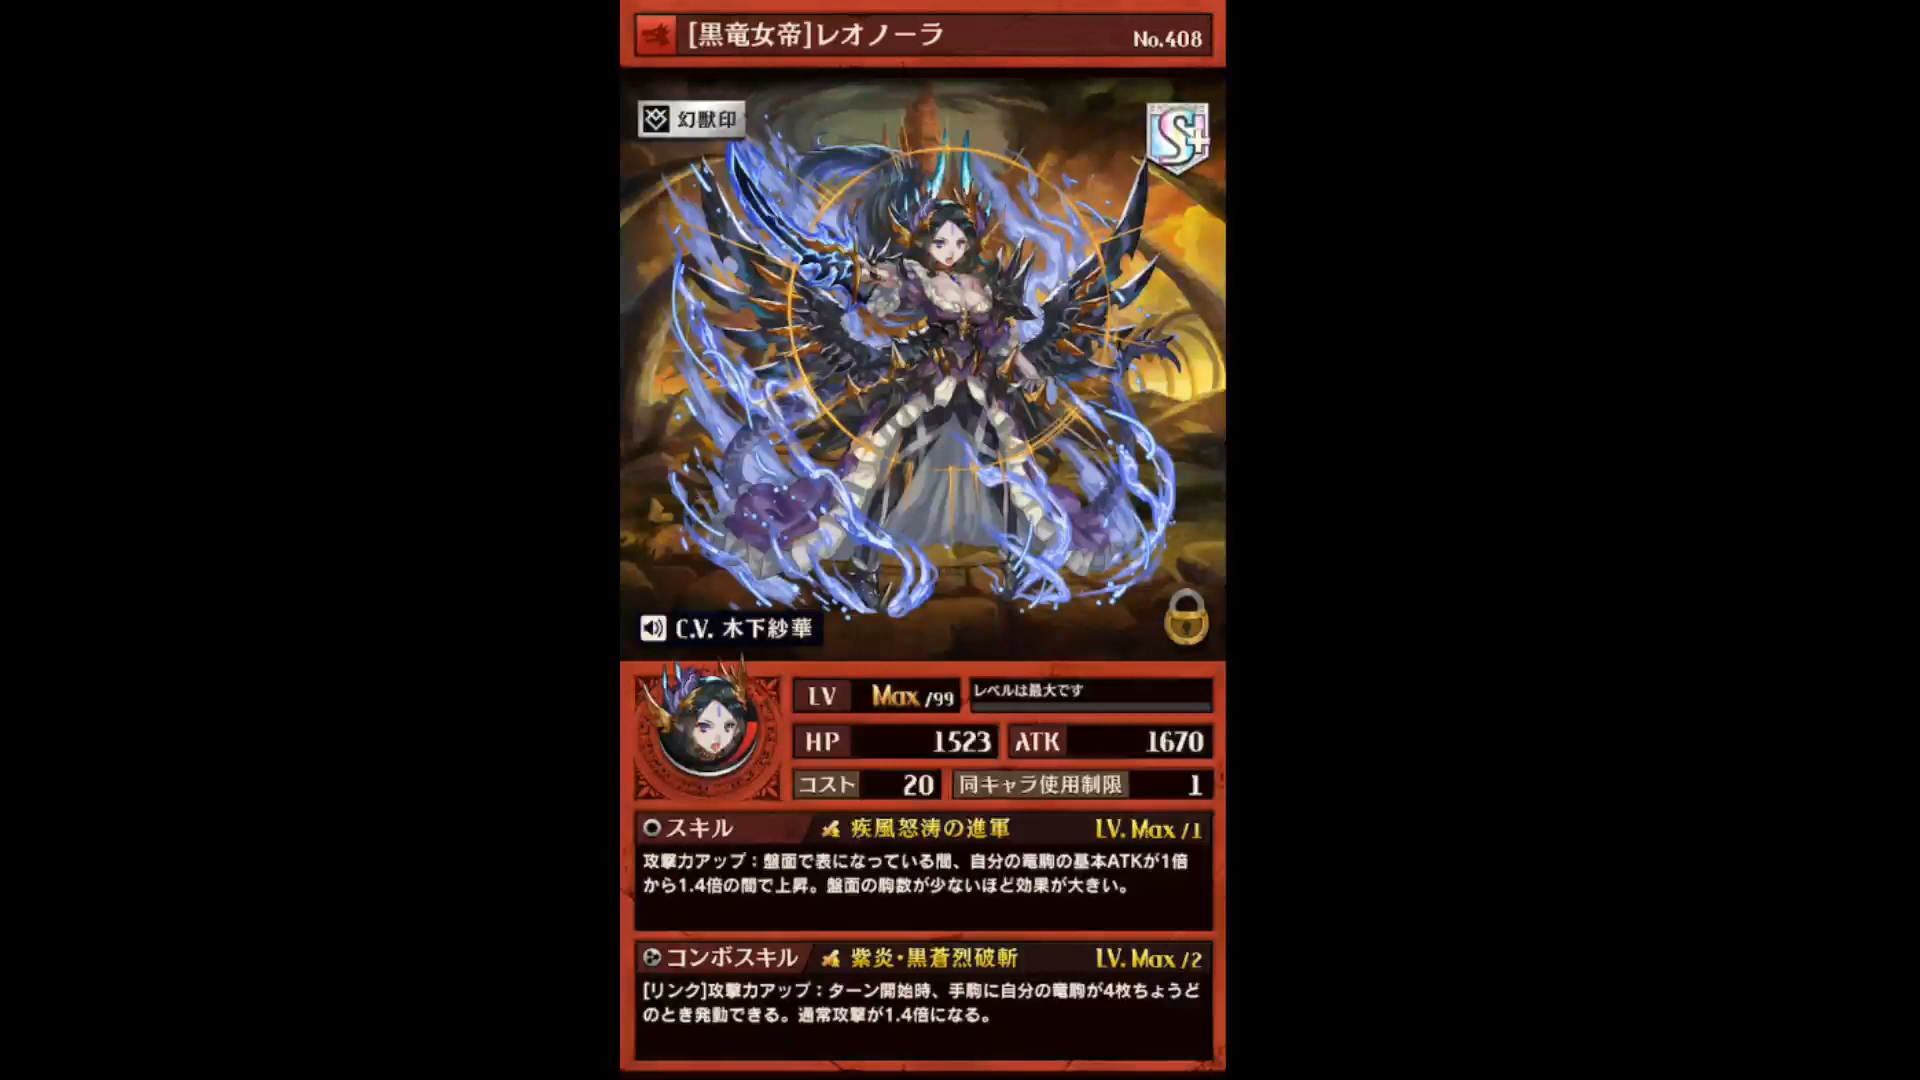 [黒竜女帝]レオノーラ
No.408
幻獣印
S+
C.V. 木下紗華
LV Max /99 レベルは最大です
HP 1523 ATK 1670
コスト 20 同キャラ使用制限 1
スキル 疾風怒涛の進軍 LV. Max /1
攻撃力アップ：盤面で表になっている間、自分の竜駒の基本ATKが1倍
から1.4倍の間で上昇。盤面の駒数が少ないほど効果が大きい。
コンボスキル 紫炎・黒蒼烈破斬 LV. Max /2
[リンク]攻撃力アップ：ターン開始時、手駒に自分の竜駒が4枚ちょうど
のとき発動できる。通常攻撃が1.4倍になる。